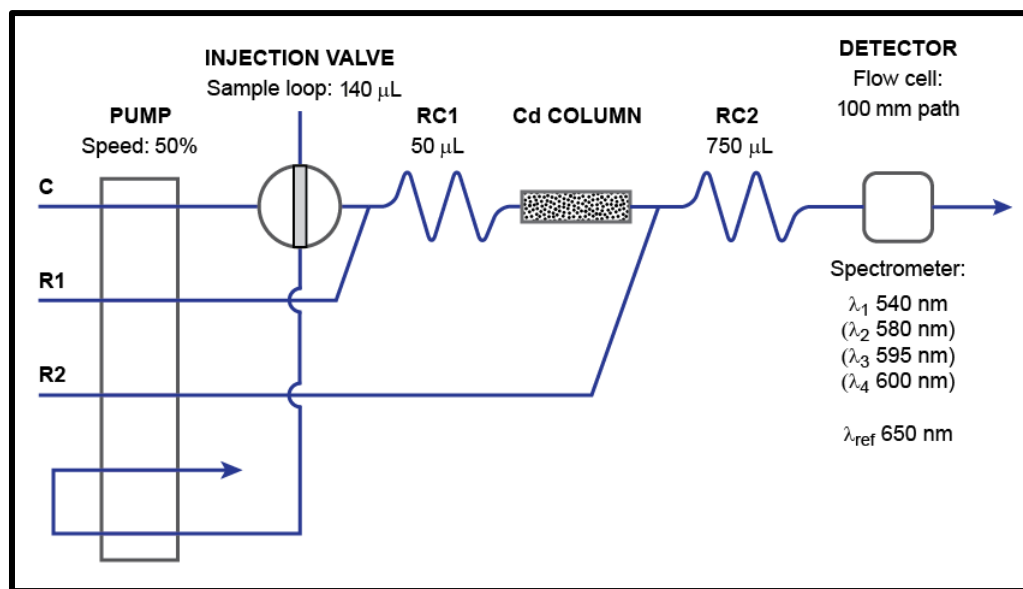 INJECTION VALVE
Sample loop: 140 μL
PUMP
Speed: 50%
RC1
50 μL
Cd COLUMN
RC2
750 μL
DETECTOR
Flow cell:
100 mm path
C
R1
R2
Spectrometer:
λ1 540 nm
(λ2 580 nm)
(λ3 595 nm)
(λ4 600 nm)
λref 650 nm